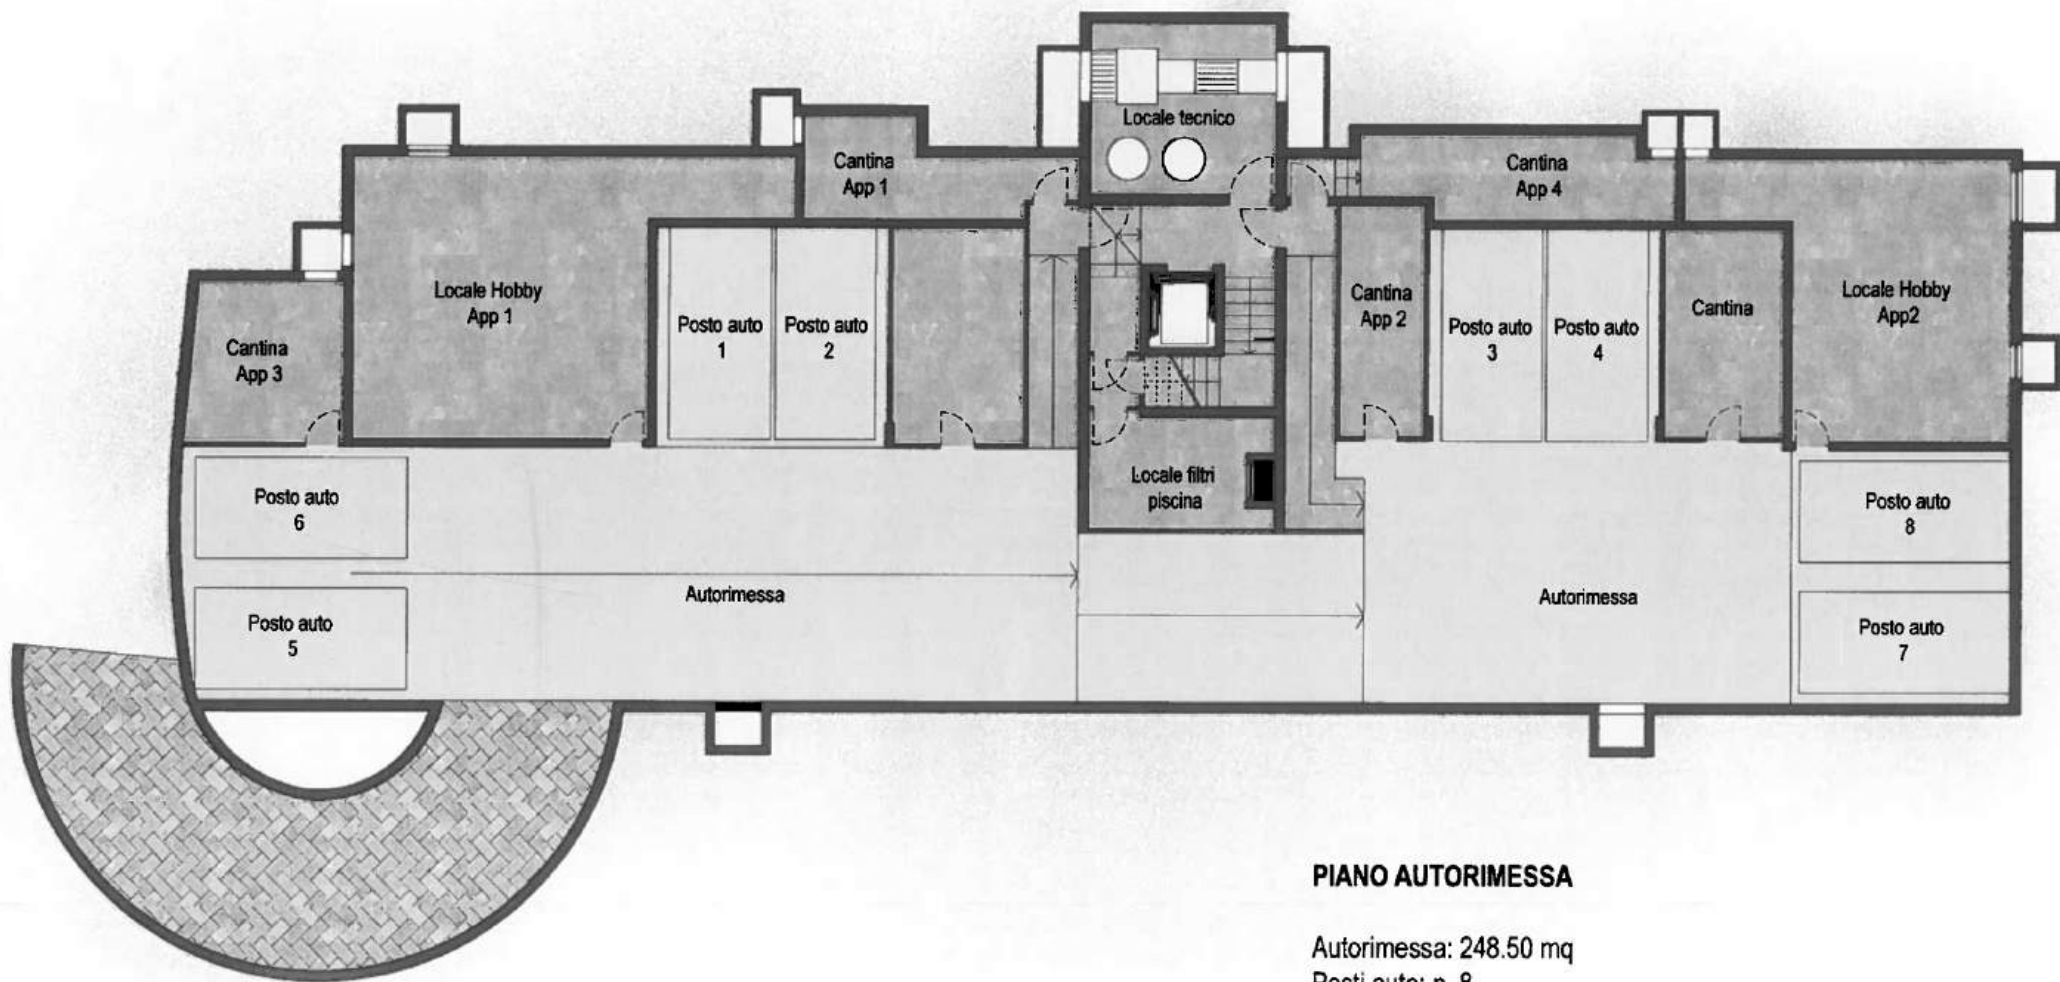 Locale tecnico
Cantina
App 1
Cantina
App 4
Locale Hobby
App 1
Cantina
App 3
Posto auto
1
Posto auto
2
Cantina
App 2
Posto auto
3
Posto auto
4
Cantina
Locale Hobby
App2
Locale filtri
piscina
Posto auto
6
Posto auto
5
Autorimessa
Autorimessa
Posto auto
8
Posto auto
7
PIANO AUTORIMESSA
Autorimessa: 248.50 mq
Posti auto: n. 8